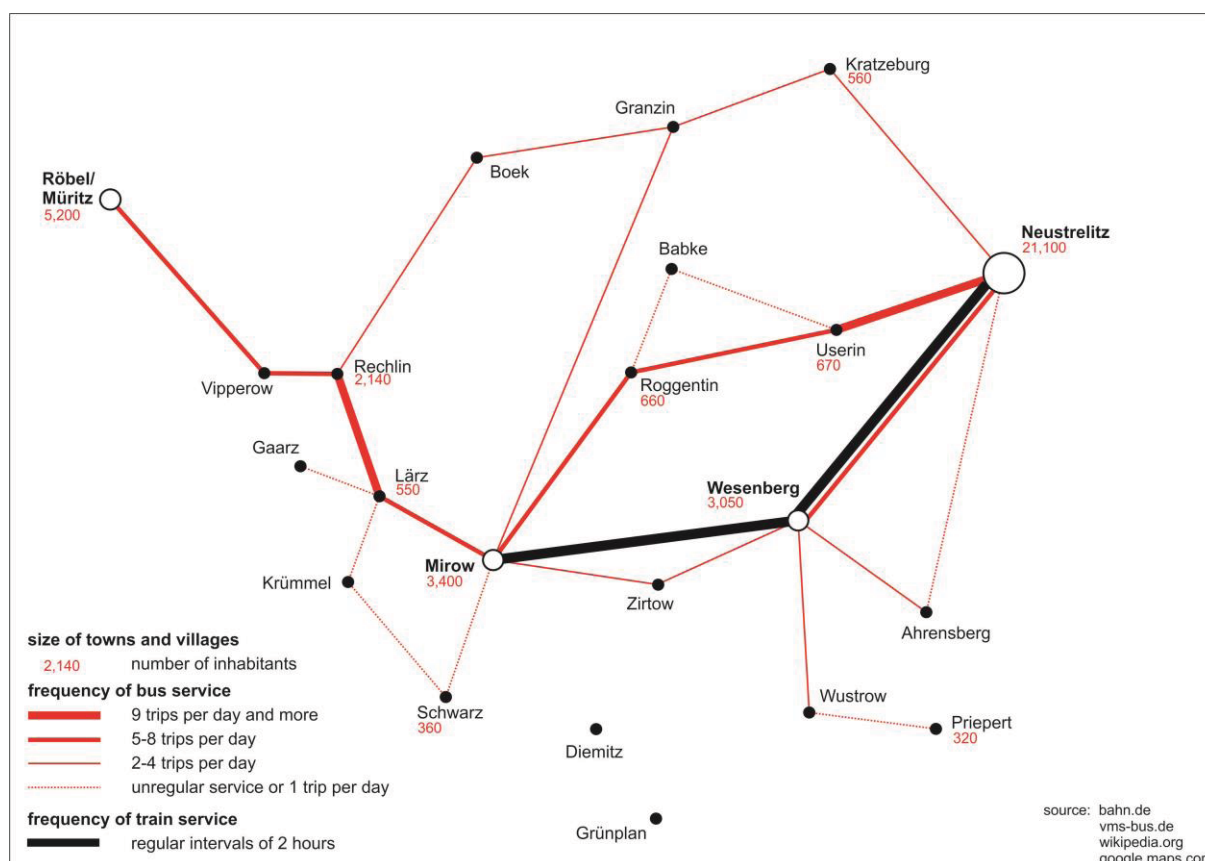 Kratzeburg
560
Granzin
Boek
Röbel/
Müritz
5,200
Neustrelitz
21,100
Babke
Userin
670
Rechlin
2,140
Vipperow
Roggentin
660
Gaarz
Lärz
550
Wesenberg
3,050
Mirow
3,400
Krümmel
Zirtow
Ahrensberg
size of towns and villages
2,140 number of inhabitants
frequency of bus service
9 trips per day and more
5-8 trips per day
2-4 trips per day
unregular service or 1 trip per day
frequency of train service
regular intervals of 2 hours
Schwarz
360
Wustrow
Priepert
320
Diemitz
Grünplan
source: bahn.de
vms-bus.de
wikipedia.org
google maps.com